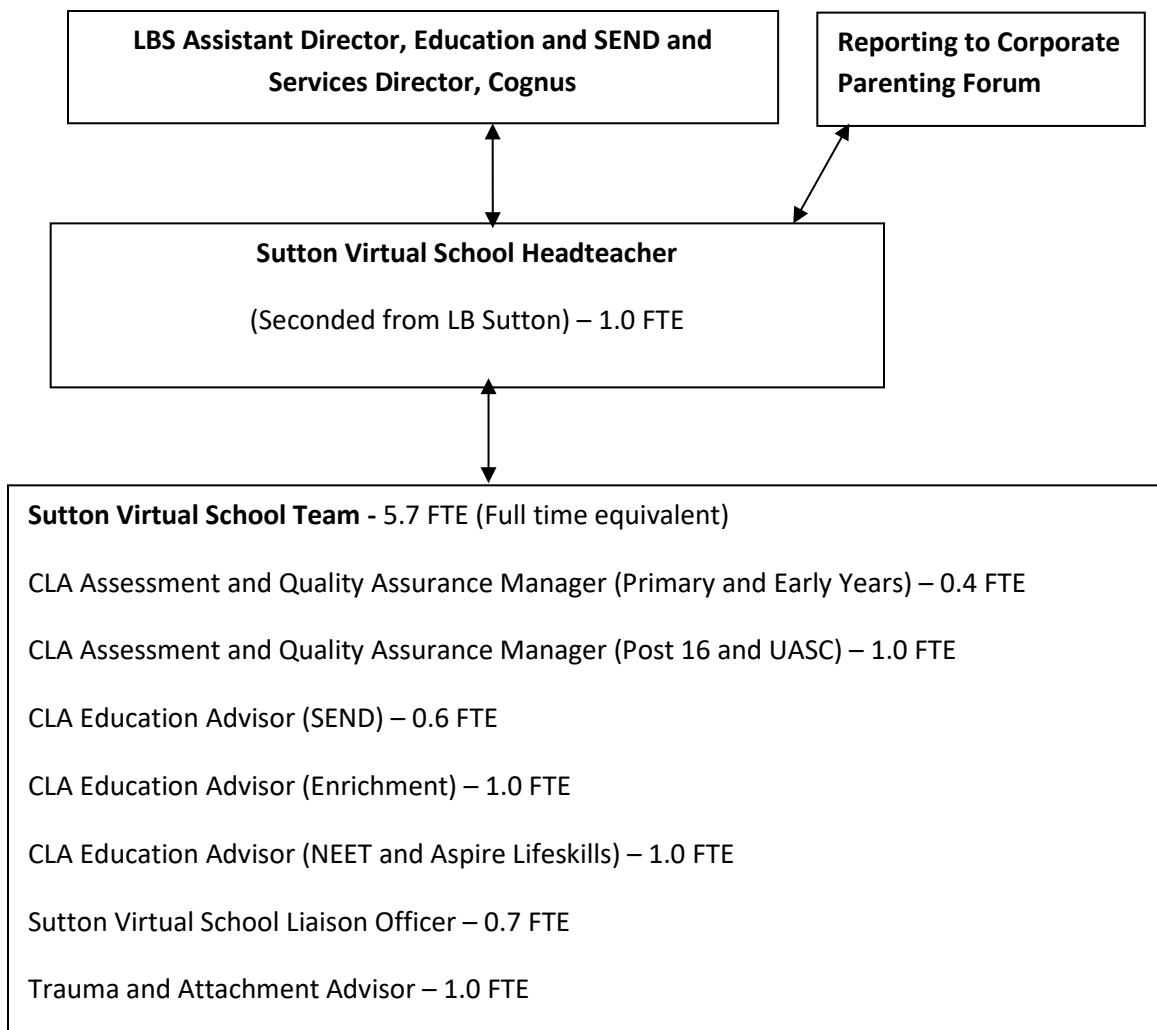 LBS Assistant Director, Education and SEND and
Services Director, Cognus
Reporting to Corporate
Parenting Forum
Sutton Virtual School Headteacher
(Seconded from LB Sutton) – 1.0 FTE
Sutton Virtual School Team - 5.7 FTE (Full time equivalent)
CLA Assessment and Quality Assurance Manager (Primary and Early Years) – 0.4 FTE
CLA Assessment and Quality Assurance Manager (Post 16 and UASC) – 1.0 FTE
CLA Education Advisor (SEND) – 0.6 FTE
CLA Education Advisor (Enrichment) – 1.0 FTE
CLA Education Advisor (NEET and Aspire Lifeskills) – 1.0 FTE
Sutton Virtual School Liaison Officer – 0.7 FTE
Trauma and Attachment Advisor – 1.0 FTE